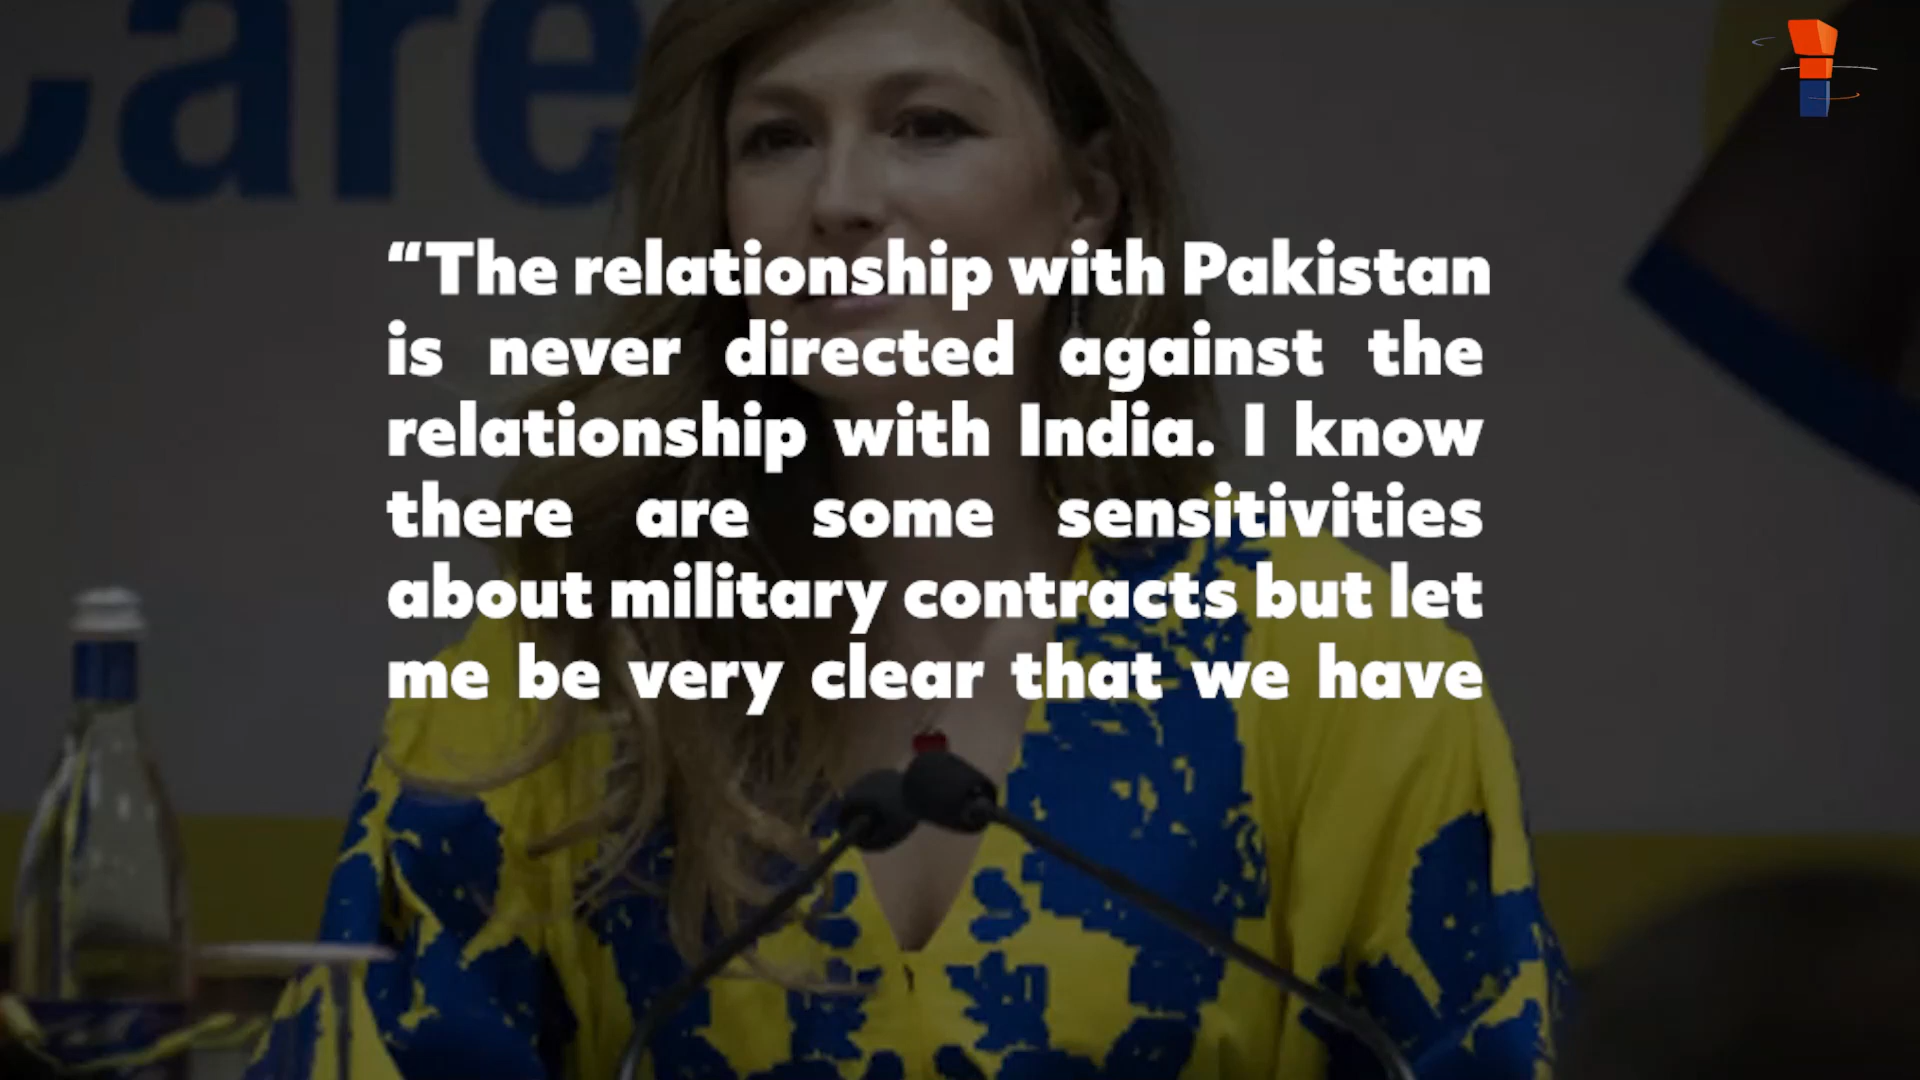 Care
“The relationship with Pakistan
is never directed against the
relationship with India. I know
there are some sensitivities
about military contracts but let
me be very clear that we have